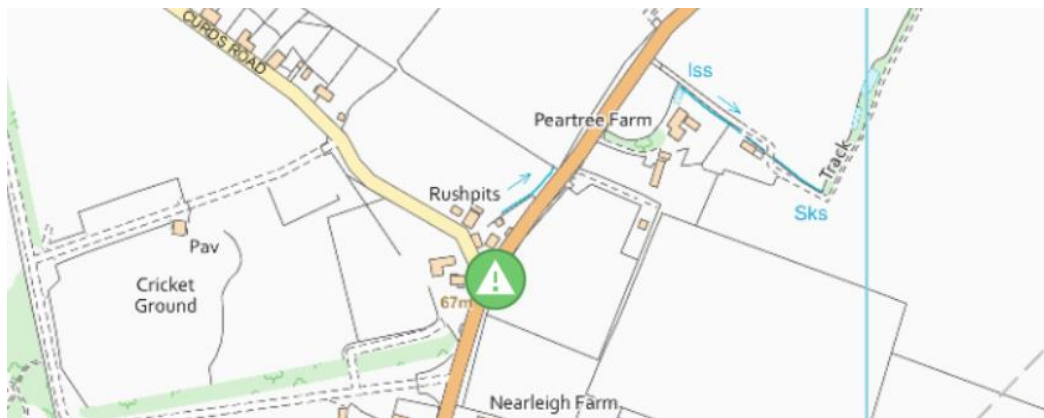 CURDS ROAD
Iss
Peartree Farm
Track
Rushpits
Sks
Pav
Cricket
Ground
67m
Nearleigh Farm